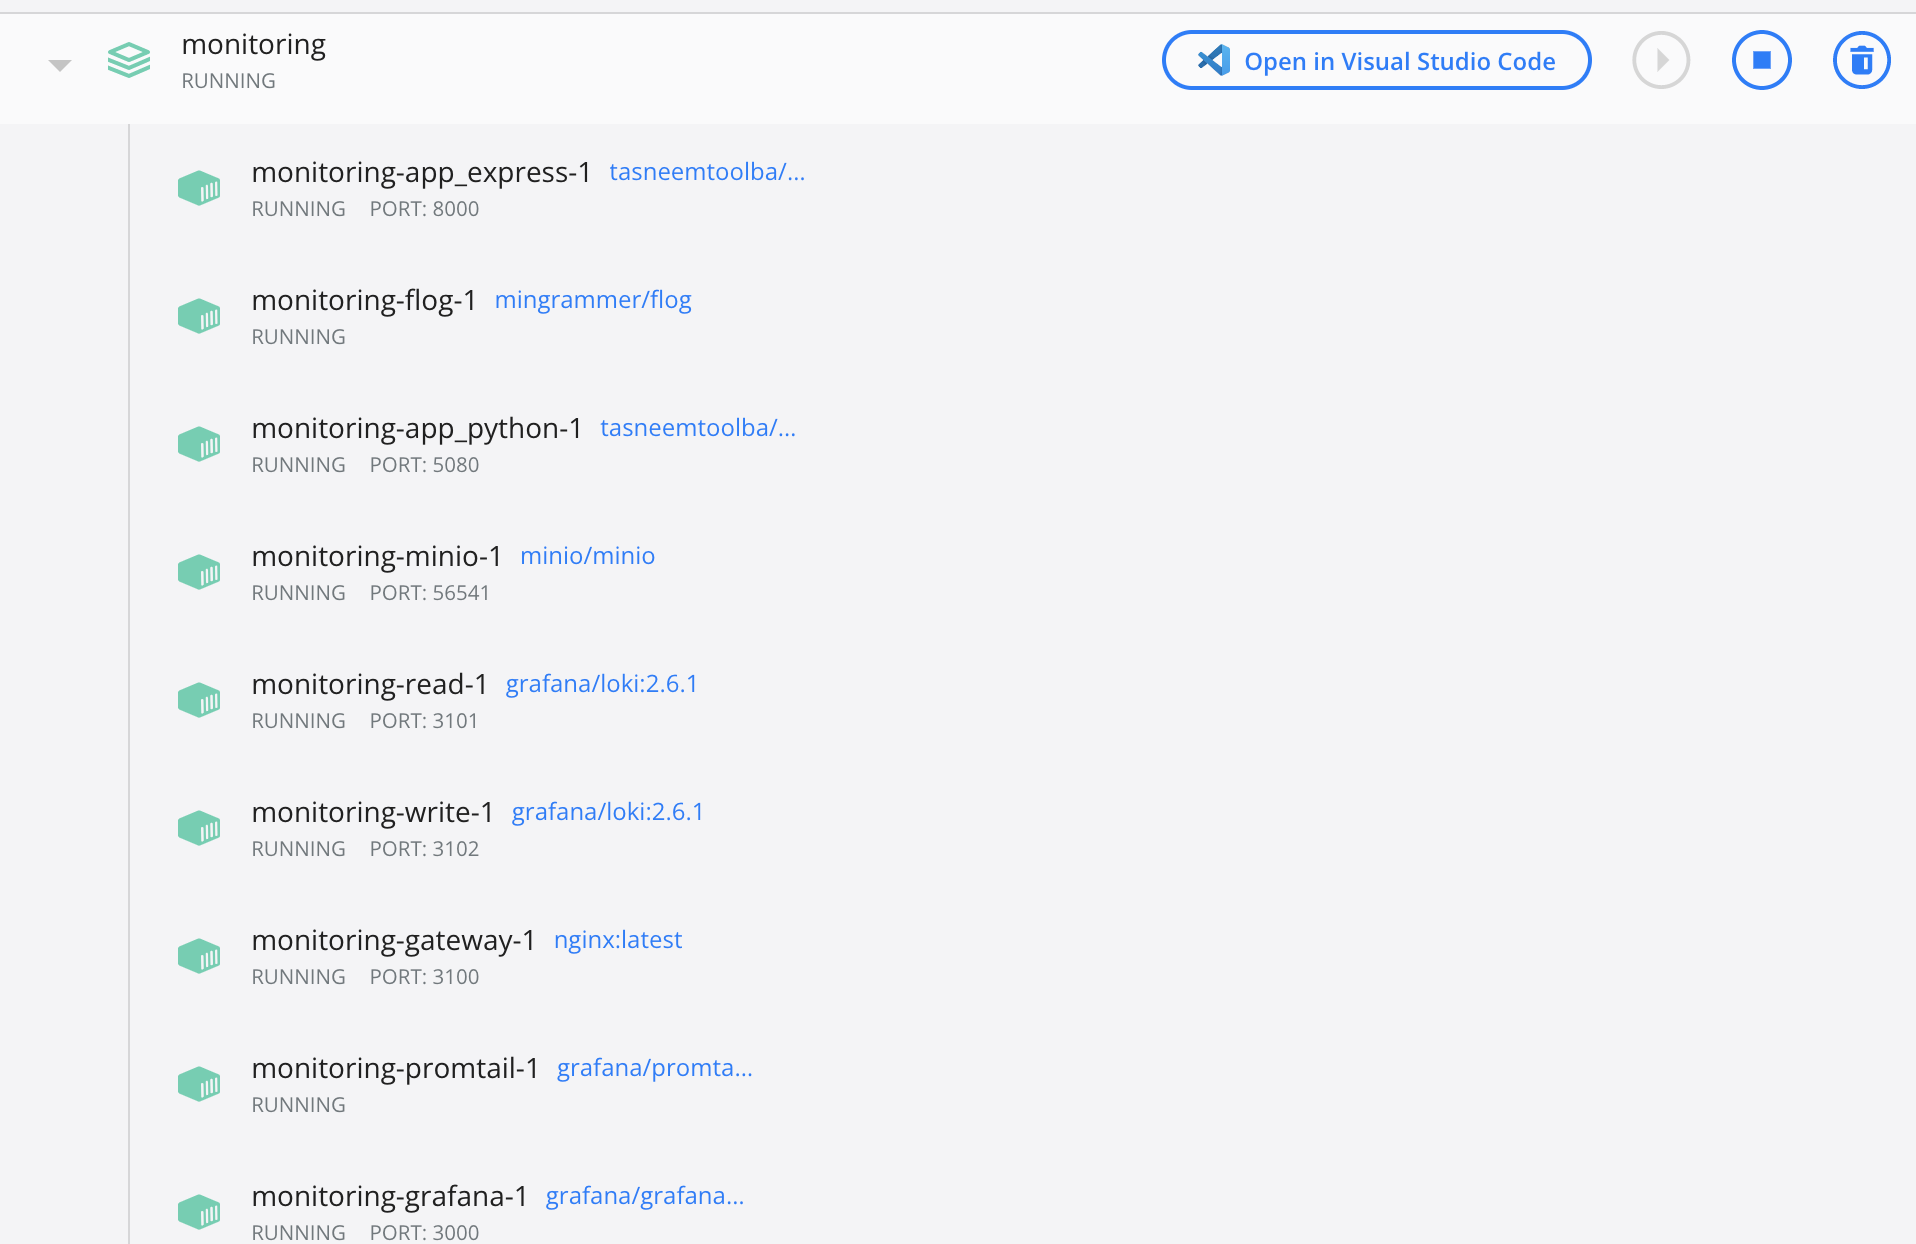 monitoring
RUNNING
Open in Visual Studio Code
monitoring-app_express-1 tasneemtoolba/...
RUNNING PORT: 8000
monitoring-flog-1 mingrammer/flog
RUNNING
monitoring-app_python-1 tasneemtoolba/...
RUNNING PORT: 5080
monitoring-minio-1 minio/minio
RUNNING PORT: 56541
monitoring-read-1 grafana/loki:2.6.1
RUNNING PORT: 3101
monitoring-write-1 grafana/loki:2.6.1
RUNNING PORT: 3102
monitoring-gateway-1 nginx:latest
RUNNING PORT: 3100
monitoring-promtail-1 grafana/promta...
RUNNING
monitoring-grafana-1 grafana/grafana...
RUNNING PORT: 3000